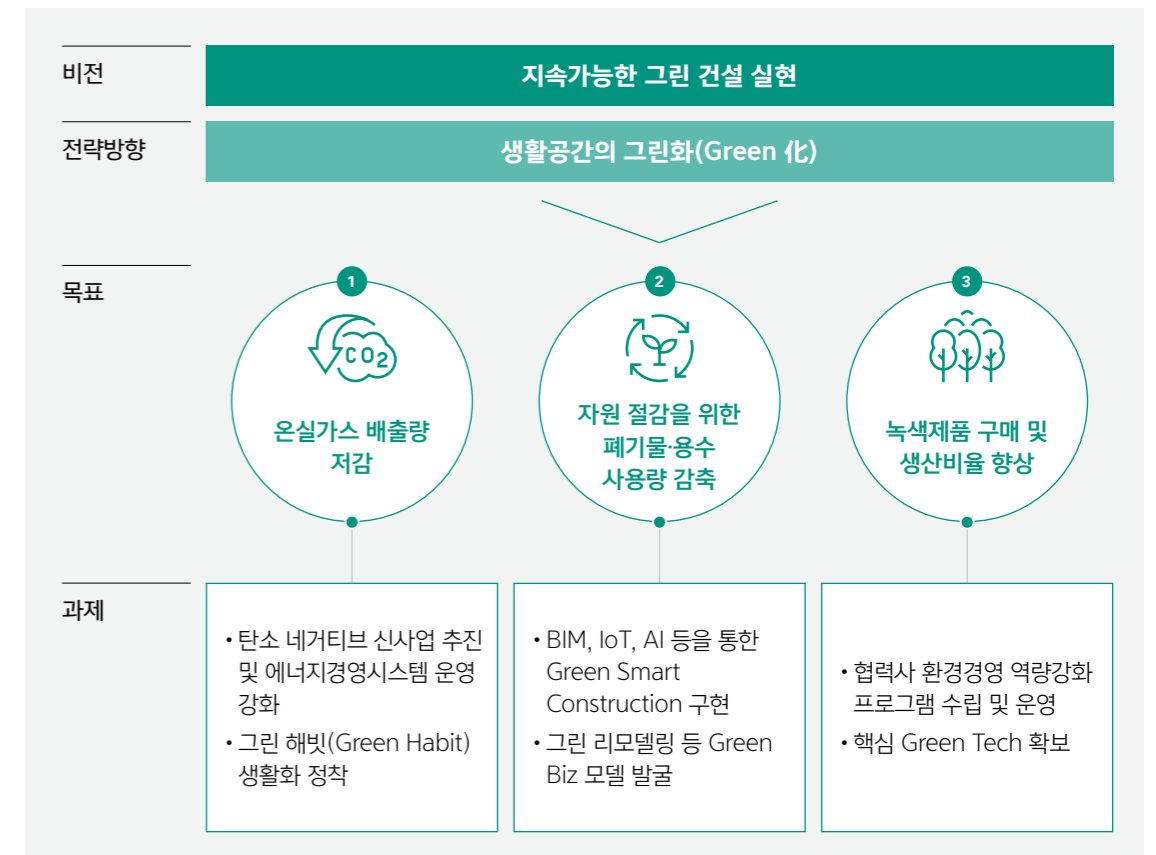 비전
지속가능한 그린 건설 실현
전략방향
생활공간의 그린화(Green 化)
목표
1
CO2
온실가스 배출량
저감
2
자원 절감을 위한
폐기물·용수
사용량 감축
3
녹색제품 구매 및
생산비율 향상
과제
• 탄소 네거티브 신사업 추진
및 에너지경영시스템 운영
강화
• 그린 해빗(Green Habit)
생활화 정착
• BIM, IoT, AI 등을 통한
Green Smart
Construction 구현
• 그린 리모델링 등 Green
Biz 모델 발굴
• 협력사 환경경영 역량강화
프로그램 수립 및 운영
• 핵심 Green Tech 확보